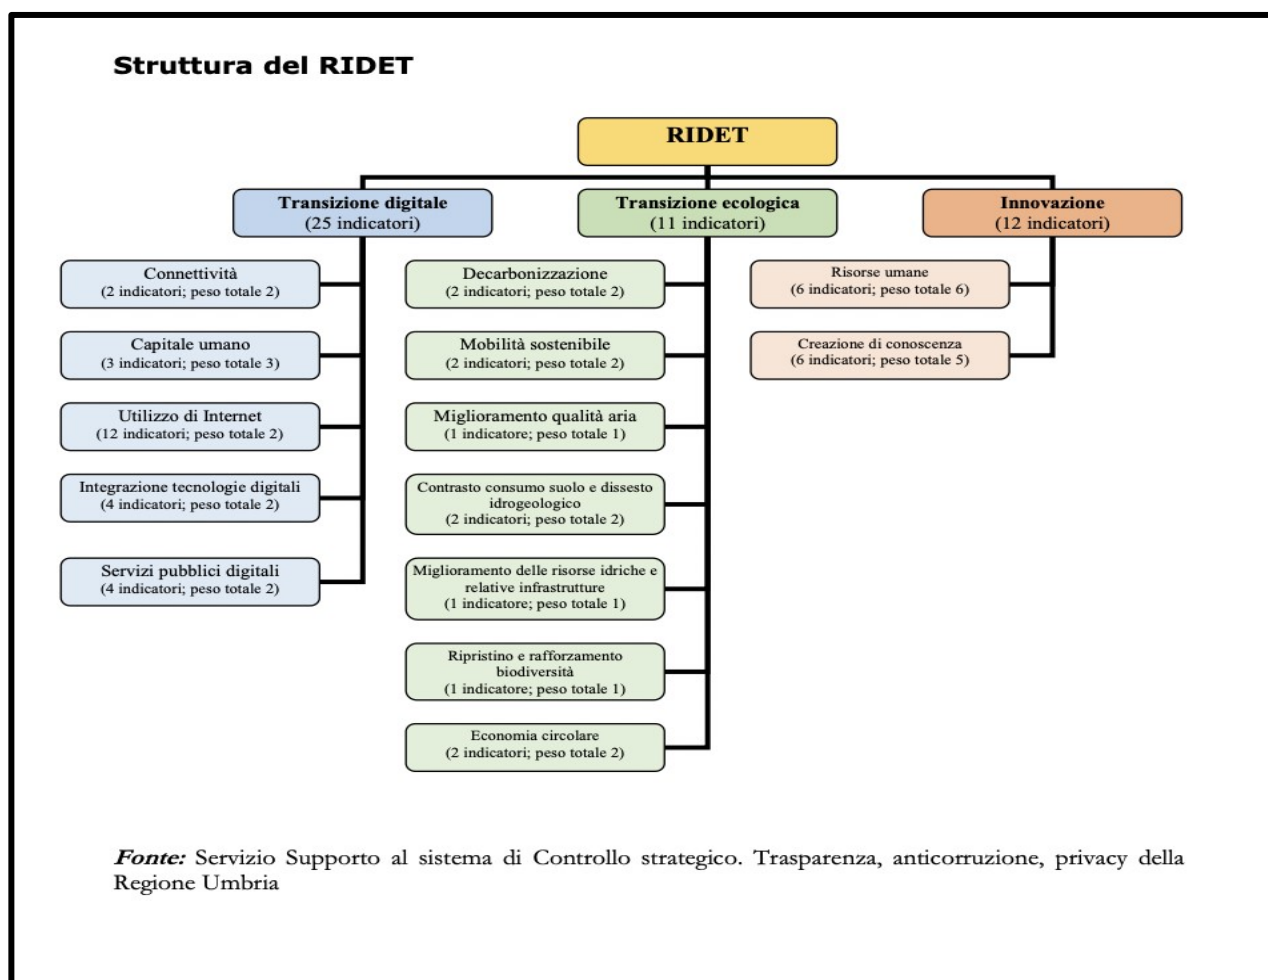 Struttura del RIDET
RIDET
Transizione digitale
(25 indicatori)
Transizione ecologica
(11 indicatori)
Innovazione
(12 indicatori)
Connettività
(2 indicatori; peso totale 2)
Capitale umano
(3 indicatori; peso totale 3)
Utilizzo di Internet
(12 indicatori; peso totale 2)
Integrazione tecnologie digitali
(4 indicatori; peso totale 2)
Servizi pubblici digitali
(4 indicatori; peso totale 2)
Decarbonizzazione
(2 indicatori; peso totale 2)
Mobilità sostenibile
(2 indicatori; peso totale 2)
Miglioramento qualità aria
(1 indicatore; peso totale 1)
Contrasto consumo suolo e dissesto
idrogeologico
(2 indicatori; peso totale 2)
Miglioramento delle risorse idriche e
relative infrastrutture
(1 indicatore; peso totale 1)
Ripristino e rafforzamento
biodiversità
(1 indicatore; peso totale 1)
Economia circolare
(2 indicatori; peso totale 2)
Risorse umane
(6 indicatori; peso totale 6)
Creazione di conoscenza
(6 indicatori; peso totale 5)
Fonte: Servizio Supporto al sistema di Controllo strategico. Trasparenza, anticorruzione, privacy della
Regione Umbria